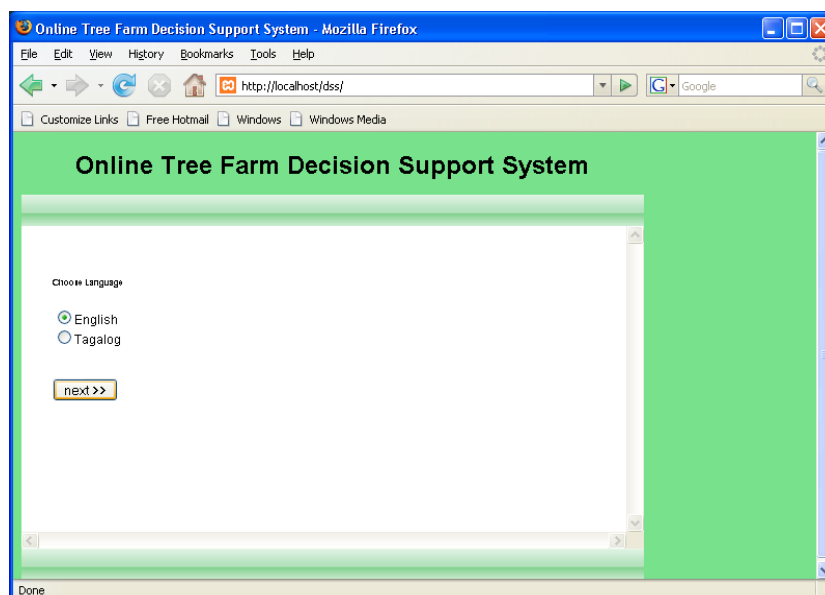 Online Tree Farm Decision Support System - Mozilla Firefox
File Edit View History Bookmarks Tools Help
http://localhost/dss/ G Google
Customize Links Free Hotmail Windows Windows Media
Online Tree Farm Decision Support System
Choose Language
English
Tagalog
next >>
Done